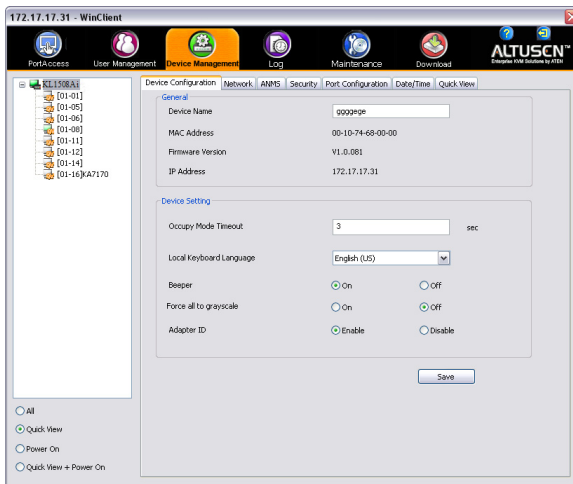 172.17.17.31 - WinClient
PortAccess
User Management
Device Management
Log
Maintenance
Download
ALTUSCN™
Enterprise KVM Solutions by ATEN
KL1508Ai
[01-01]
[01-05]
[01-06]
[01-08]
[01-11]
[01-12]
[01-14]
[01-16]KA7170
All
Quick View
Power On
Quick View + Power On
Device Configuration Network ANMS Security Port Configuration Date/Time Quick View
General
Device Name ggggege
MAC Address 00-10-74-68-00-00
Firmware Version V1.0.081
IP Address 172.17.17.31
Device Setting
Occupy Mode Timeout 3 sec
Local Keyboard Language English (US)
Beeper On Off
Force all to grayscale On Off
Adapter ID Enable Disable
Save